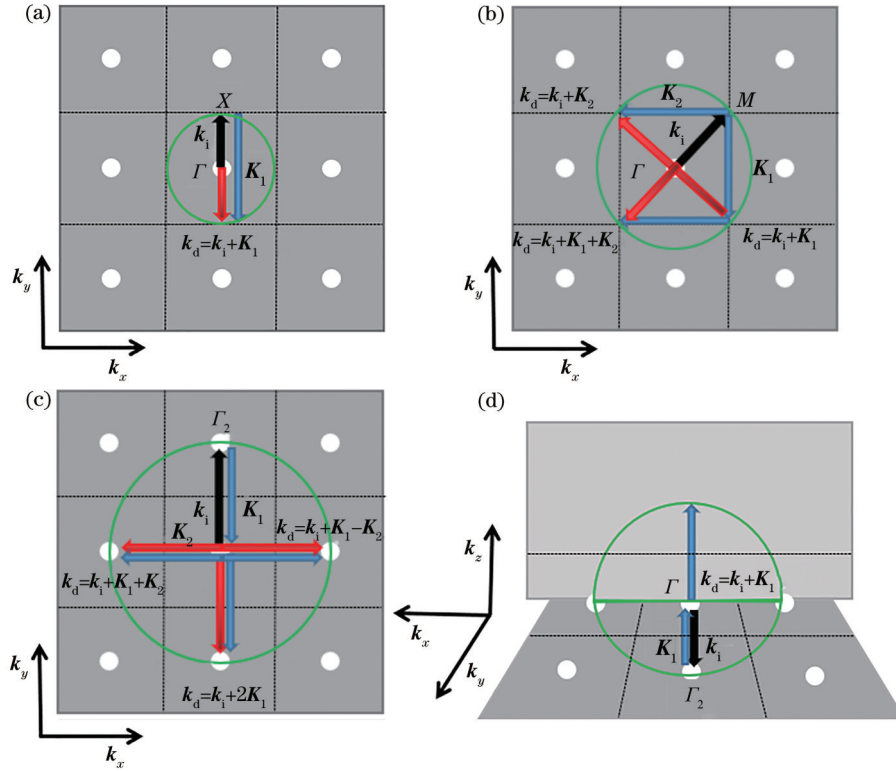 (a)
X
k_i
Γ
K_1
k_d=k_i+K_1
k_y
k_x
(b)
k_d=k_i+K_2
K_2
M
k_i
Γ
K_1
k_d=k_i+K_1+K_2
k_d=k_i+K_1
k_y
k_x
(c)
Γ_2
k_i
K_1
K_2
k_d=k_i+K_1−K_2
k_d=k_i+K_1+K_2
k_d=k_i+2K_1
k_y
k_x
(d)
k_z
k_x
k_y
Γ
k_d=k_i+K_1
K_1
k_i
Γ_2